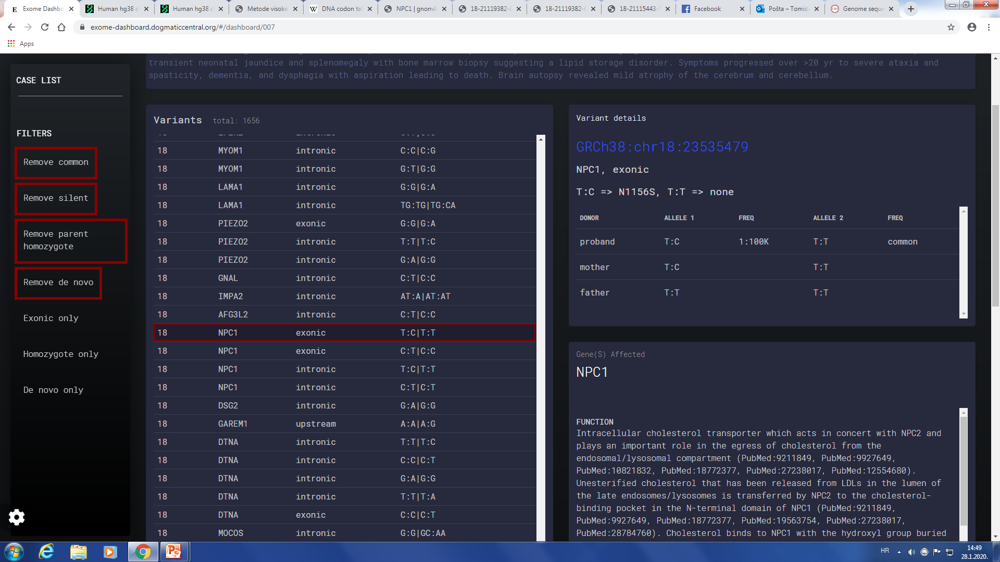 Exome Dashbo
Human hg38 c
Human hg38 c
Metode visoke
DNA codon ta
NPC1 | gnomA
18-21119382-
18-21119382-
18-21115443-T
Facebook
Pošta – Tomis
Genome seque
exome-dashboard.dogmaticcentral.org/#/dashboard/007
Apps
CASE LIST
FILTERS
Remove common
Remove silent
Remove parent
homozygote
Remove de novo
Exonic only
Homozygote only
De novo only
transient neonatal jaundice and splenomegaly with bone marrow biopsy suggesting a lipid storage disorder. Symptoms progressed over >20 yr to severe ataxia and
spasticity, dementia, and dysphagia with aspiration leading to death. Brain autopsy revealed mild atrophy of the cerebrum and cerebellum.
Variants total: 1656
18 MYOM1 intronic C:C|C:G
18 MYOM1 intronic G:T|G:G
18 LAMA1 intronic G:G|G:A
18 LAMA1 intronic TG:TG|TG:CA
18 PIEZO2 exonic G:G|G:A
18 PIEZO2 intronic T:T|T:C
18 PIEZO2 intronic G:A|G:G
18 GNAL intronic C:T|C:C
18 IMPA2 intronic AT:A|AT:AT
18 AFG3L2 intronic C:T|C:C
18 NPC1 exonic T:C|T:T
18 NPC1 exonic C:T|C:C
18 NPC1 intronic T:C|T:T
18 NPC1 intronic C:T|C:T
18 DSG2 intronic G:A|G:G
18 GAREM1 upstream A:A|A:G
18 DTNA intronic T:T|T:C
18 DTNA intronic C:C|C:T
18 DTNA intronic G:A|G:G
18 DTNA intronic T:T|T:A
18 DTNA exonic C:C|C:T
18 MOCOS intronic G:G|GC:AA
Variant details
GRCh38:chr18:23535479
NPC1, exonic
T:C => N1156S, T:T => none
DONOR ALLELE 1 FREQ ALLELE 2 FREQ
proband T:C 1:100K T:T common
mother T:C T:T
father T:T T:T
Gene(S) Affected
NPC1
FUNCTION
Intracellular cholesterol transporter which acts in concert with NPC2 and
plays an important role in the egress of cholesterol from the
endosomal/lysosomal compartment (PubMed:9211849, PubMed:9927649,
PubMed:10821832, PubMed:18772377, PubMed:27238017, PubMed:12554680).
Unesterified cholesterol that has been released from LDLs in the lumen of
the late endosomes/lysosomes is transferred by NPC2 to the cholesterol-
binding pocket in the N-terminal domain of NPC1 (PubMed:9211849,
PubMed:9927649, PubMed:18772377, PubMed:19563754, PubMed:27238017,
PubMed:28784760). Cholesterol binds to NPC1 with the hydroxyl group buried
HR
14:49
28.1.2020.